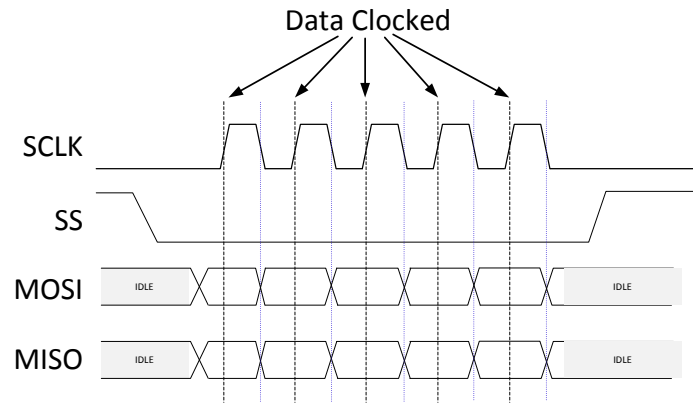 Data Clocked
SCLK
SS
MOSI
IDLE
IDLE
MISO
IDLE
IDLE